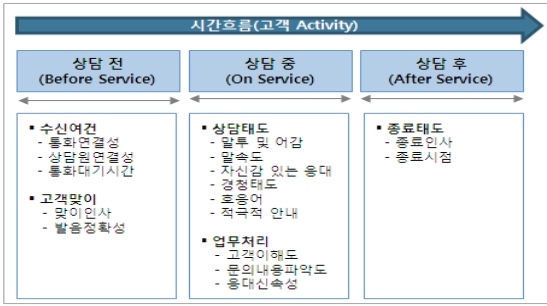 시간흐름(고객 Activity)
상담 전
(Before Service)
상담 중
(On Service)
상담 후
(After Service)
▪ 수신여건
- 통화연결성
- 상담원연결성
- 통화대기시간
▪ 고객맞이
- 맞이인사
- 발음정확성
▪ 상담태도
- 말투 및 어감
- 말속도
- 자신감 있는 응대
- 경청태도
- 호응어
- 적극적 안내
▪ 업무처리
- 고객이해도
- 문의내용파악도
- 응대신속성
▪ 종료태도
- 종료인사
- 종료시점